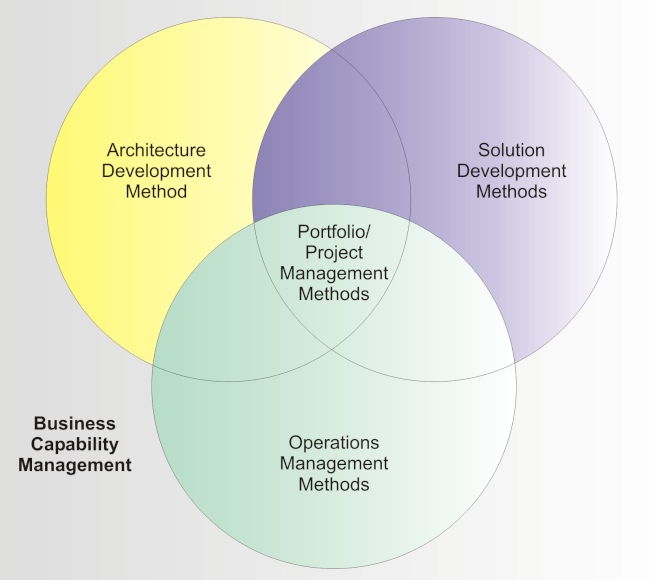 Architecture
Development
Method
Solution
Development
Methods
Portfolio/
Project
Management
Methods
Business
Capability
Management
Operations
Management
Methods